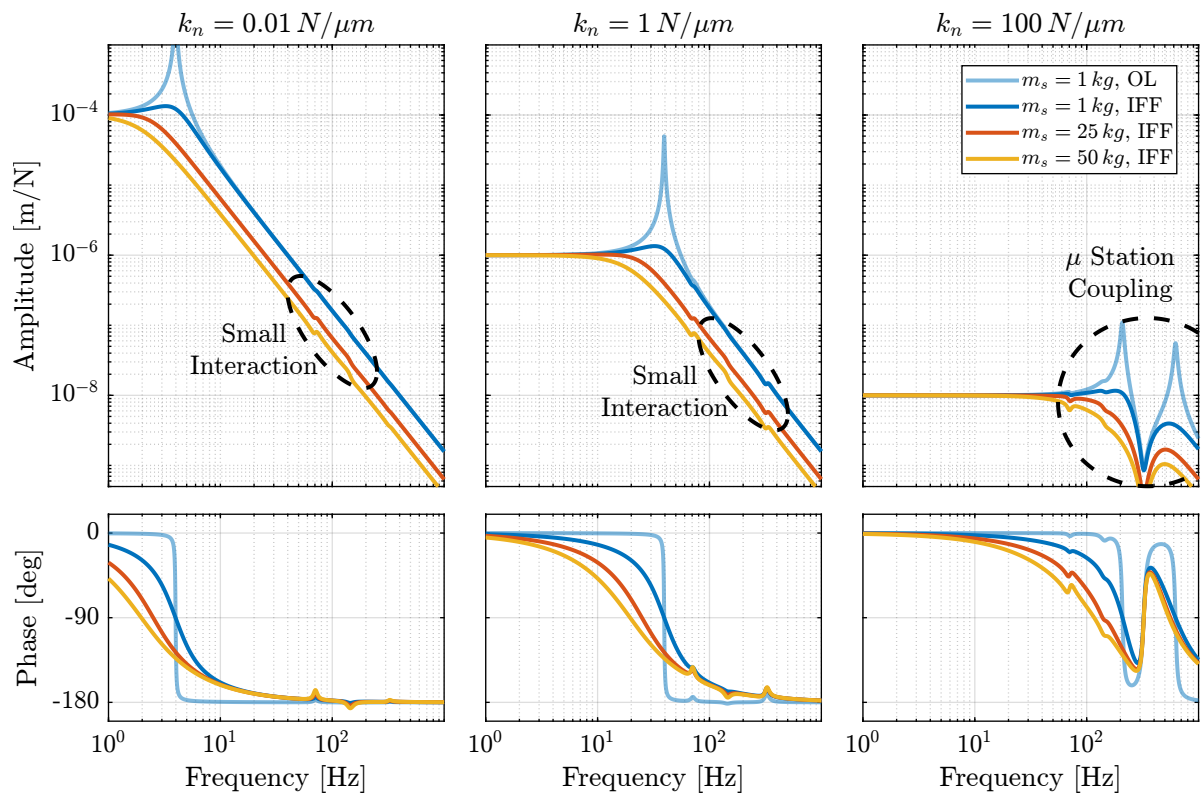 k_n = 0.01 N/μm
k_n = 1 N/μm
k_n = 100 N/μm
m_s = 1 kg, OL
m_s = 1 kg, IFF
m_s = 25 kg, IFF
m_s = 50 kg, IFF
Amplitude [m/N]
10^{-4}
10^{-6}
10^{-8}
Small
Interaction
Small
Interaction
μ Station
Coupling
Phase [deg]
0
-90
-180
10^0
10^1
10^2
10^0
10^1
10^2
10^0
10^1
10^2
Frequency [Hz]
Frequency [Hz]
Frequency [Hz]